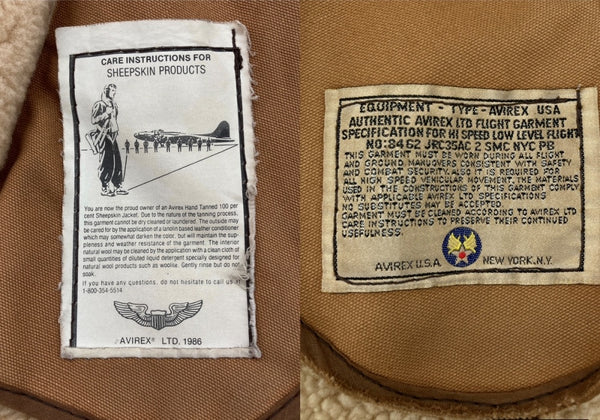 CARE INSTRUCTIONS FOR
SHEEPSKIN PRODUCTS
You are now the proud owner of an Avirex Hand Tanned 100 per
cent Sheepskin Jacket. Due to the nature of the tanning process,
this garment cannot be dry cleaned or laundered. The outside may
be cared for by the application of a lanolin based leather conditioner
which may somewhat darken the color, but will maintain the sup-
pleness and weather resistance of the garment. The interior
natural wool may be cleaned by the application with a clean cloth of
small quantities of diluted liquid detergent specially designed for
natural wool products such as woolite. Gently rinse but do not
soak.
If you have any questions, do not hesitate to call us at
1-800-354-5514
AVIREX® LTD. 1986
EQUIPMENT - TYPE - AVIREX USA
AUTHENTIC AVIREX LTD FLIGHT GARMENT
SPECIFICATION FOR HI SPEED LOW LEVEL FLIGHT
NO:8462 JRC35AC 2 SMC NYC PB
THIS GARMENT MUST BE WORN DURING ALL FLIGHT
AND GROUND MANUOVERS CONSISTENT WITH SAFETY
AND COMBAT SECURITY. ALSO IT IS REQUIRED FOR
ALL HIGH SPEED VEHICULAR MOVEMENT. THE MATERIALS
USED IN THE CONSTRUCTIONS OF THIS GARMENT COMPLY
WITH APPLICABLE AVIREX LTD SPECIFICATIONS
NO SUBSTITUTES MAY BE ACCEPTED.
GARMENT MUST BE CLEANED ACCORDING TO AVIREX LTD
CARE INSTRUCTIONS TO PRESERVE THEIR CONTINUED
USEFULNESS.
AVIREX U.S.A NEW YORK, N.Y.